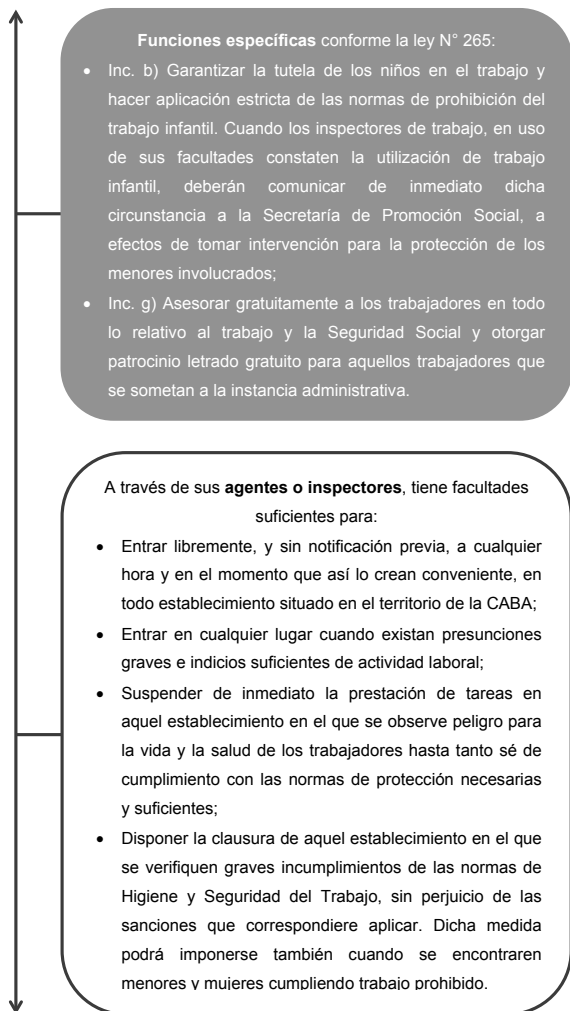 Funciones específicas conforme la ley N° 265:
• Inc. b) Garantizar la tutela de los niños en el trabajo y
hacer aplicación estricta de las normas de prohibición del
trabajo infantil. Cuando los inspectores de trabajo, en uso
de sus facultades constaten la utilización de trabajo
infantil, deberán comunicar de inmediato dicha
circunstancia a la Secretaría de Promoción Social, a
efectos de tomar intervención para la protección de los
menores involucrados;
• Inc. g) Asesorar gratuitamente a los trabajadores en todo
lo relativo al trabajo y la Seguridad Social y otorgar
patrocinio letrado gratuito para aquellos trabajadores que
se sometan a la instancia administrativa.
A través de sus agentes o inspectores, tiene facultades
suficientes para:
• Entrar libremente, y sin notificación previa, a cualquier
hora y en el momento que así lo crean conveniente, en
todo establecimiento situado en el territorio de la CABA;
• Entrar en cualquier lugar cuando existan presunciones
graves e indicios suficientes de actividad laboral;
• Suspender de inmediato la prestación de tareas en
aquel establecimiento en el que se observe peligro para
la vida y la salud de los trabajadores hasta tanto sé de
cumplimiento con las normas de protección necesarias
y suficientes;
• Disponer la clausura de aquel establecimiento en el que
se verifiquen graves incumplimientos de las normas de
Higiene y Seguridad del Trabajo, sin perjuicio de las
sanciones que correspondiere aplicar. Dicha medida
podrá imponerse también cuando se encontraren
menores y mujeres cumpliendo trabajo prohibido.